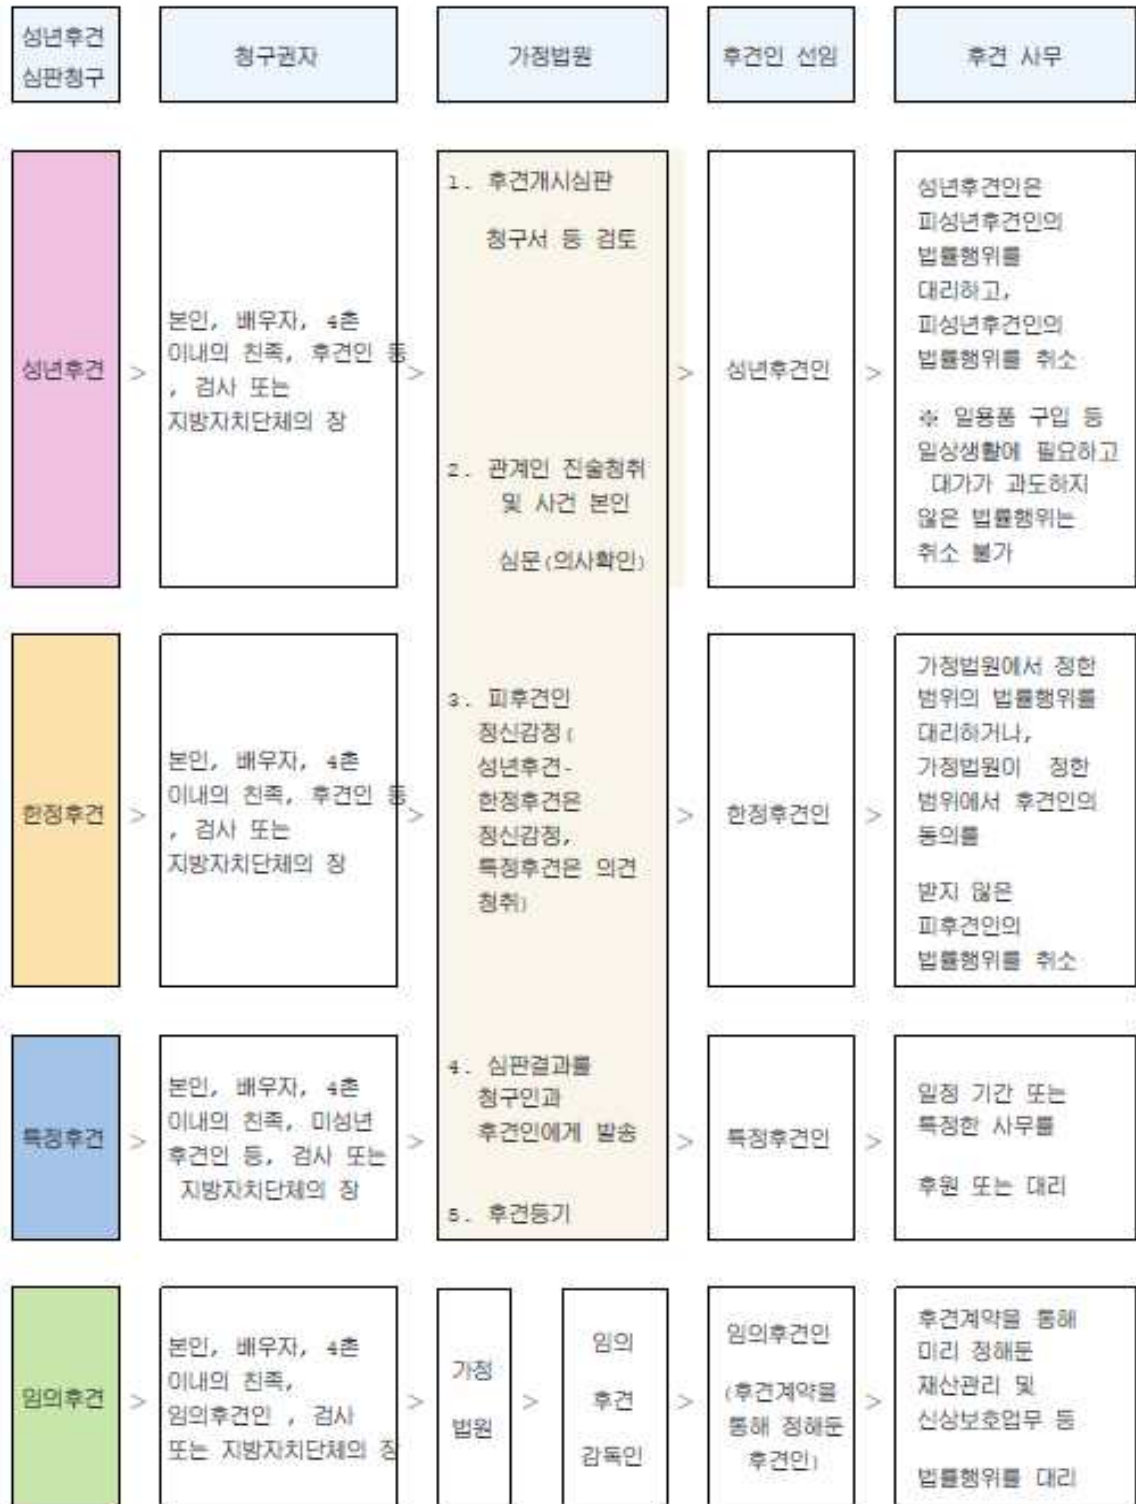 성년후견
심판청구
청구권자
가정법원
후견인 선임
후견 사무
성년후견
>
본인, 배우자, 4촌
이내의 친족, 후견인 등
, 검사 또는
지방자치단체의 장
>
1. 후견개시심판
청구서 등 검토
2. 관계인 진술청취
및 사건 본인
심문(의사확인)
3. 피후견인
정신감정(
성년후견-
한정후견은
정신감정,
특정후견은 의견
청취)
4. 심판결과를
청구인과
후견인에게 발송
5. 후견등기
>
성년후견인
>
성년후견인은
피성년후견인의
법률행위를
대리하고,
피성년후견인의
법률행위를 취소
※ 일용품 구입 등
일상생활에 필요하고
대가가 과도하지
않은 법률행위는
취소 불가
한정후견
>
본인, 배우자, 4촌
이내의 친족, 후견인 등
, 검사 또는
지방자치단체의 장
>
>
한정후견인
>
가정법원에서 정한
범위의 법률행위를
대리하거나,
가정법원이 정한
범위에서 후견인의
동의를
받지 않은
피후견인의
법률행위를 취소
특정후견
>
본인, 배우자, 4촌
이내의 친족, 미성년
후견인 등, 검사 또는
지방자치단체의 장
>
>
특정후견인
>
일정 기간 또는
특정한 사무를
후원 또는 대리
임의후견
>
본인, 배우자, 4촌
이내의 친족,
임의후견인 , 검사
또는 지방자치단체의 장
>
가정
법원
>
임의
후견
감독인
>
임의후견인
(후견계약을
통해 정해둔
후견인)
>
후견계약을 통해
미리 정해둔
재산관리 및
신상보호업무 등
법률행위를 대리